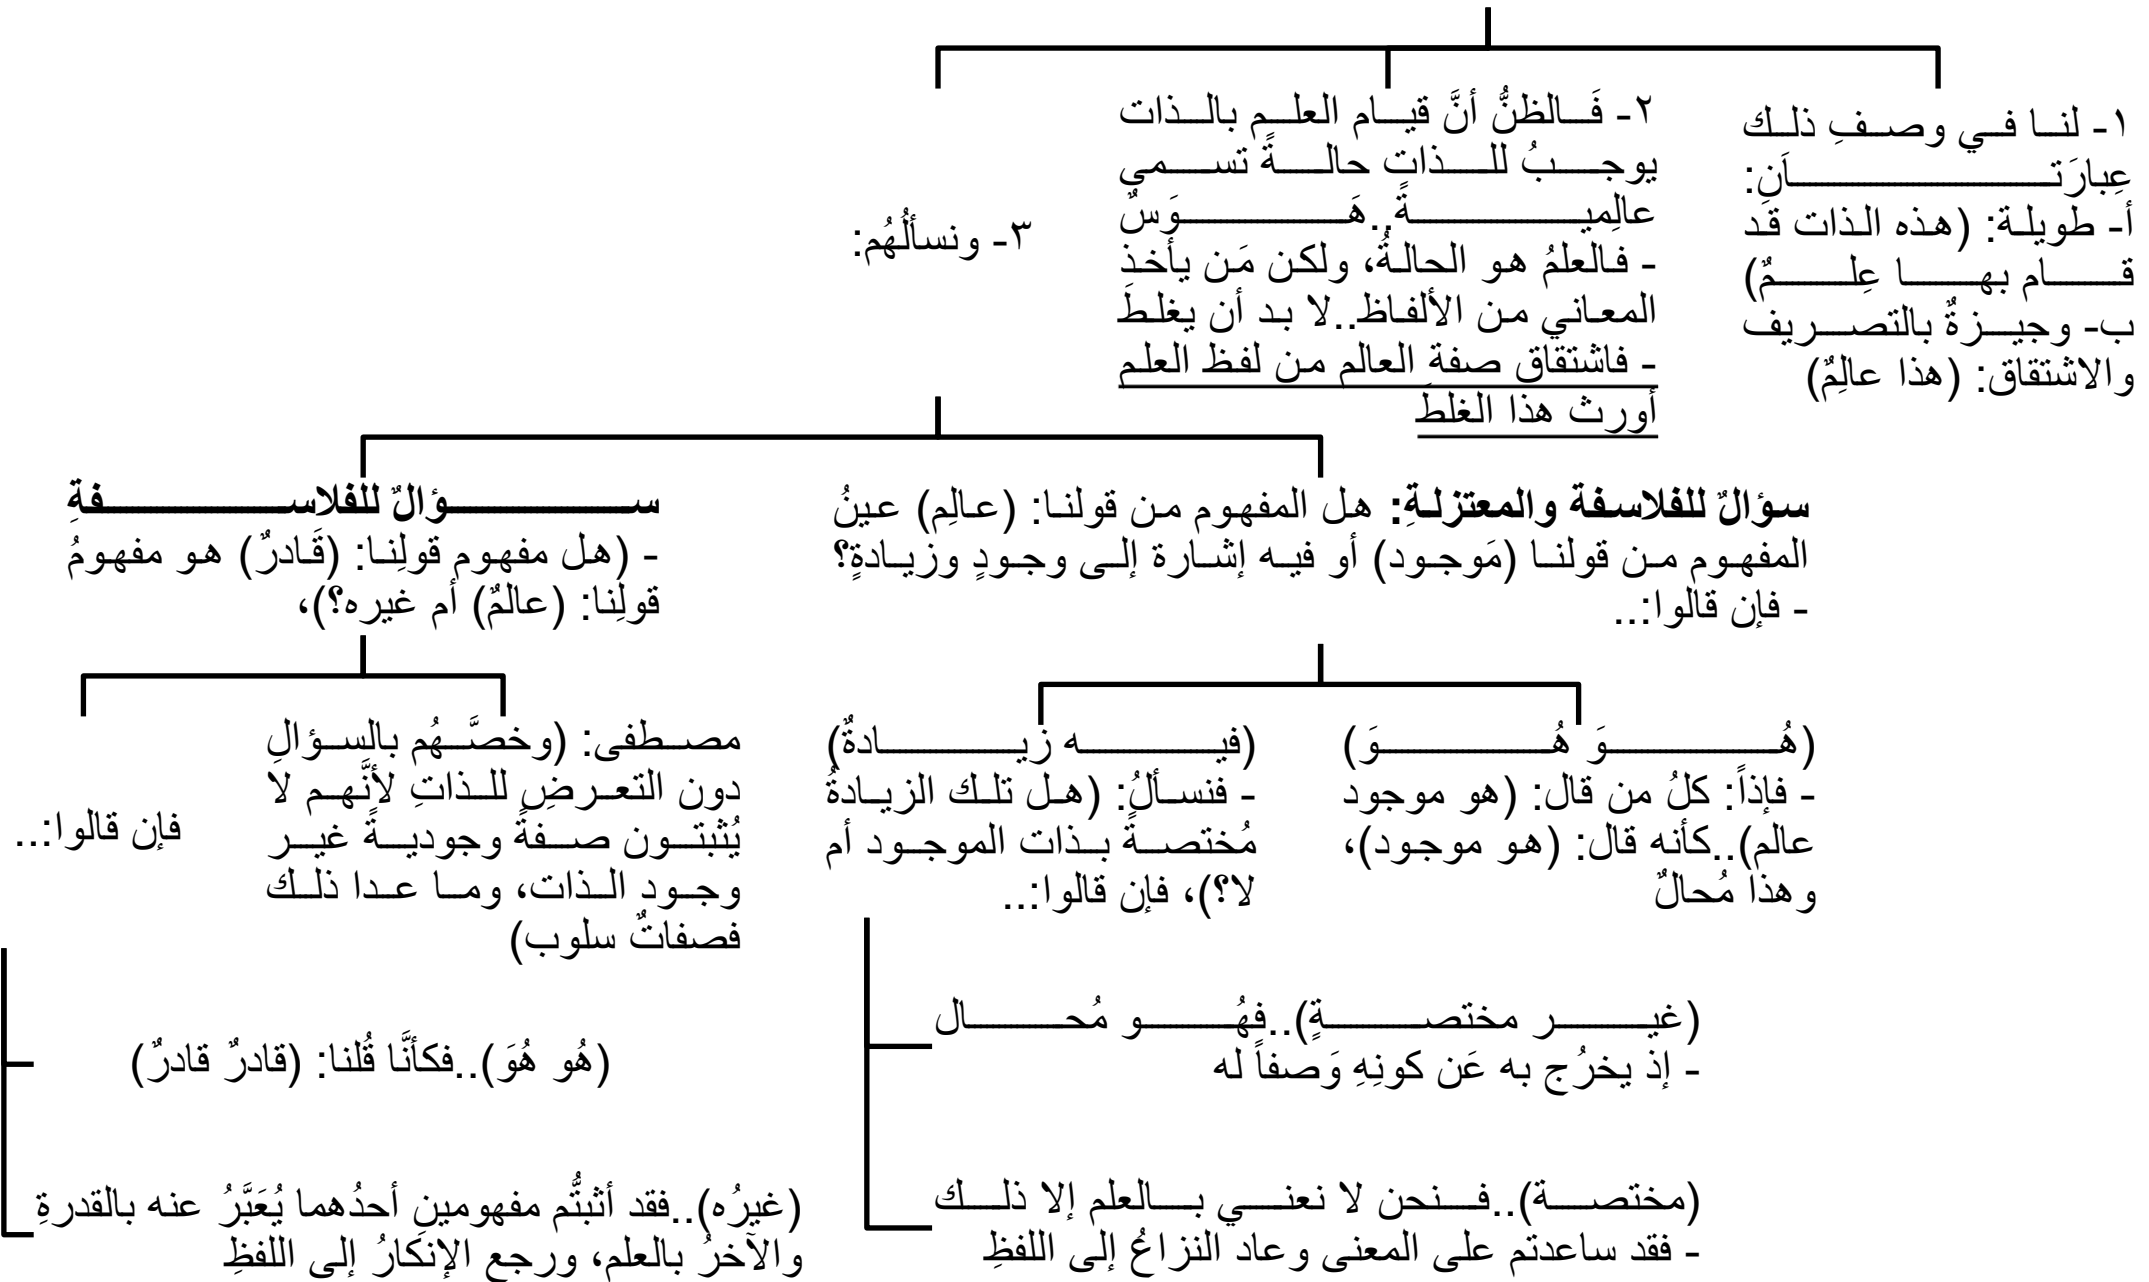 ١- لنا في وصفِ ذلك
عِبارَتاَنِ:
أ- طويلة: (هذه الذات قد
قام بها عِلمٌ)
ب- وجيزةٌ بالتصريف
والاشتقاق: (هذا عالِمٌ)
٢- فَالظنُّ أنَّ قيام العلم بالذات
يوجبُ للذاتِ حالةً تسمى
عالِميةً..هَوَسٌ
- فالعلمُ هو الحالةُ، ولكن مَن يأخذ
المعاني من الألفاظ..لا بد أن يغلطَ
- فاشتقاق صفةِ العالم من لفظ العلم
أورث هذا الغلطَ
٣- ونسألُهُم:
سؤالٌ للفلاسفة والمعتزلةِ: هل المفهوم من قولنا: (عالِم) عينُ
المفهوم من قولنا (مَوجود) أو فيه إشارة إلى وجودٍ وزيادةٍ؟
- فإن قالوا:...
(هُوَ هُوَ)
- فإذاً: كلُ من قال: (هو موجود
عالم)..كأنه قال: (هو موجود)،
وهذا مُحالٌ
(فيه زيادةٌ)
- فنسألُ: (هل تلك الزيادةُ
مُختصةً بذات الموجود أم
لا؟)، فإن قالوا:...
(غير مختصةٍ)..فهُو مُحال
- إذ يخرُج به عَن كونِهِ وَصفاً له
(مختصة)..فنحن لا نعني بالعلم إلا ذلك
- فقد ساعدتم على المعنى وعاد النزاعُ إلى اللفظِ
سؤالٌ للفلاسفةِ
- (هل مفهوم قولِنا: (قَادرٌ) هو مفهومُ
قولِنا: (عالمٌ) أم غيره؟)،
مصطفى: (وخصَّهُم بالسؤالِ
دون التعرضِ للذاتِ لأنَّهم لا
يُثبتون صفةً وجوديةً غير
وجود الذات، وما عدا ذلك
فصفاتٌ سلوب)
فإن قالوا:...
(هُو هُوَ)..فكأنَّا قُلنا: (قادرٌ قادرٌ)
(غيرُه)..فقد أثبتُّم مفهومينِ أحدُهما يُعَبَّرُ عنه بالقدرةِ
والآخرُ بالعلم، ورجع الإنكارُ إلى اللفظِ